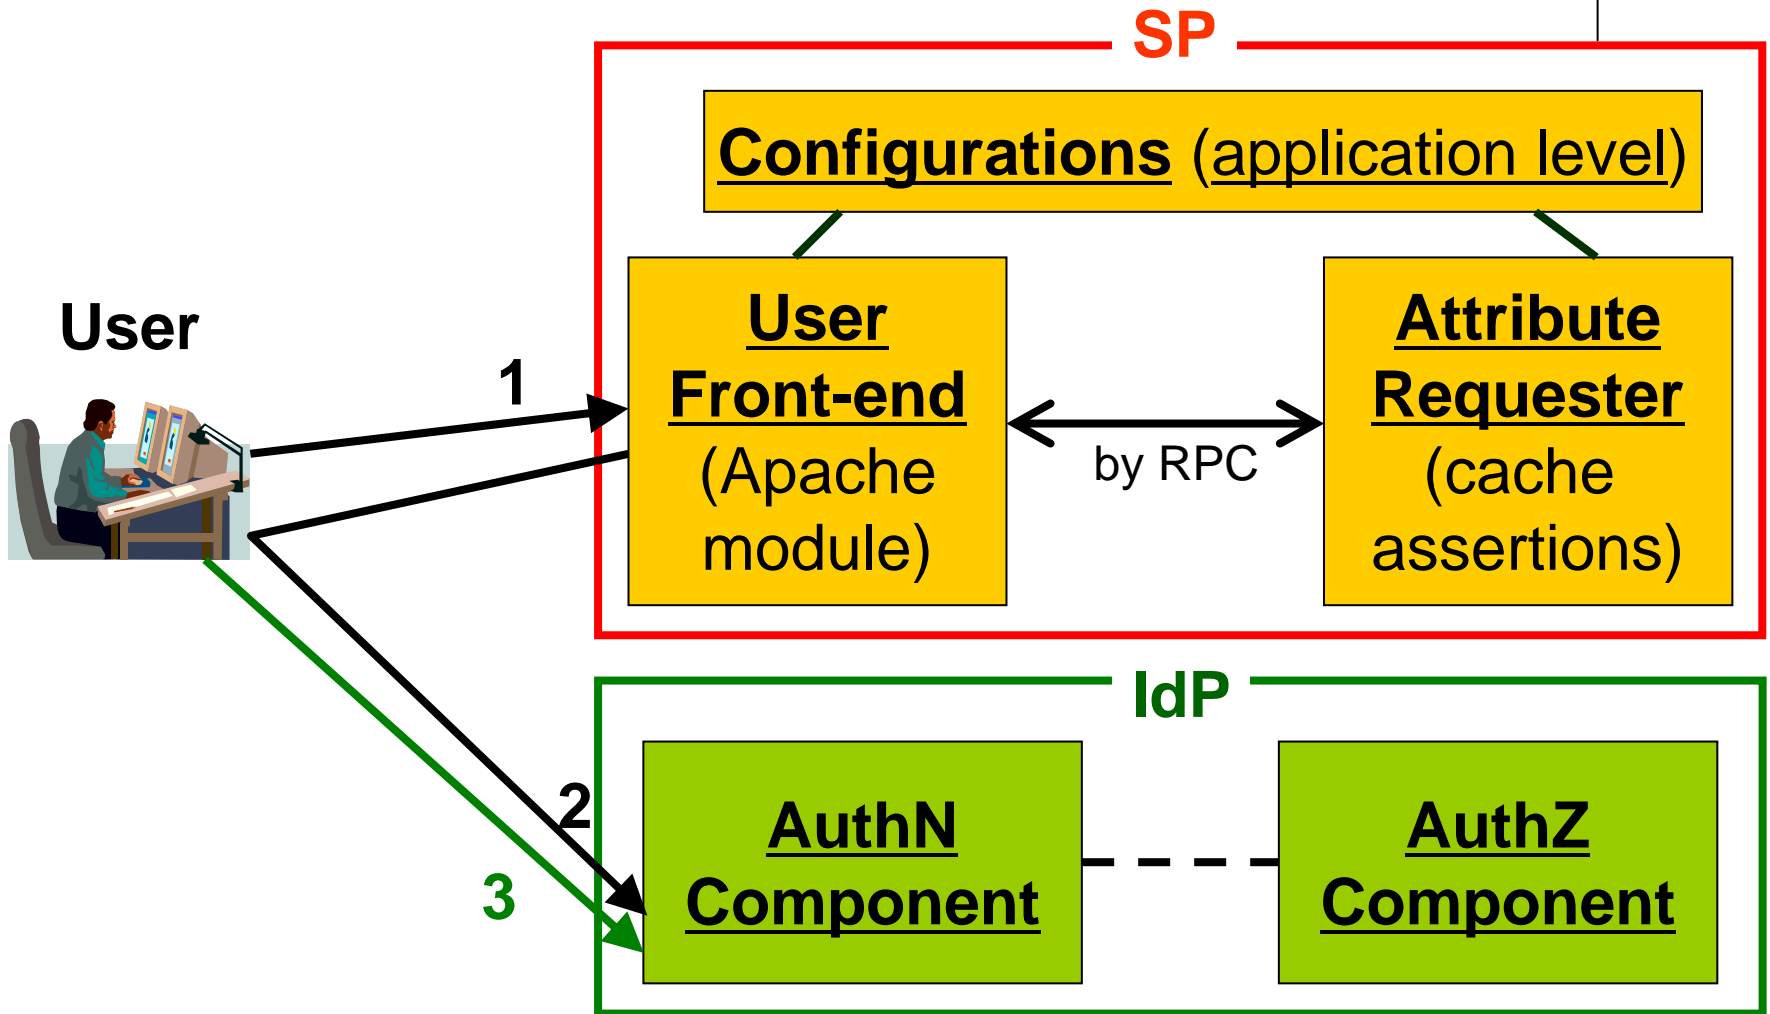 SP
Configurations (application level)
User
1
User
Front-end
(Apache
module)
by RPC
Attribute
Requester
(cache
assertions)
IdP
2
3
AuthN
Component
AuthZ
Component